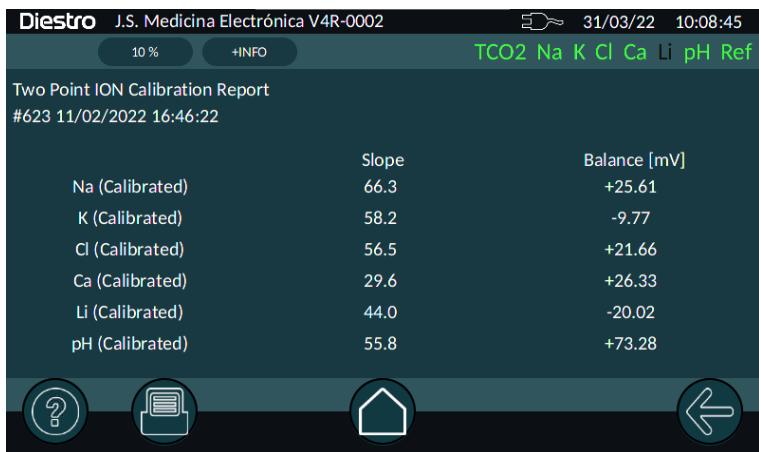 Diestro J.S. Medicina Electrónica V4R-0002 31/03/22 10:08:45
10 % +INFO TCO2 Na K Cl Ca Li pH Ref
Two Point ION Calibration Report
#623 11/02/2022 16:46:22
Slope Balance [mV]
Na (Calibrated) 66.3 +25.61
K (Calibrated) 58.2 -9.77
Cl (Calibrated) 56.5 +21.66
Ca (Calibrated) 29.6 +26.33
Li (Calibrated) 44.0 -20.02
pH (Calibrated) 55.8 +73.28
?